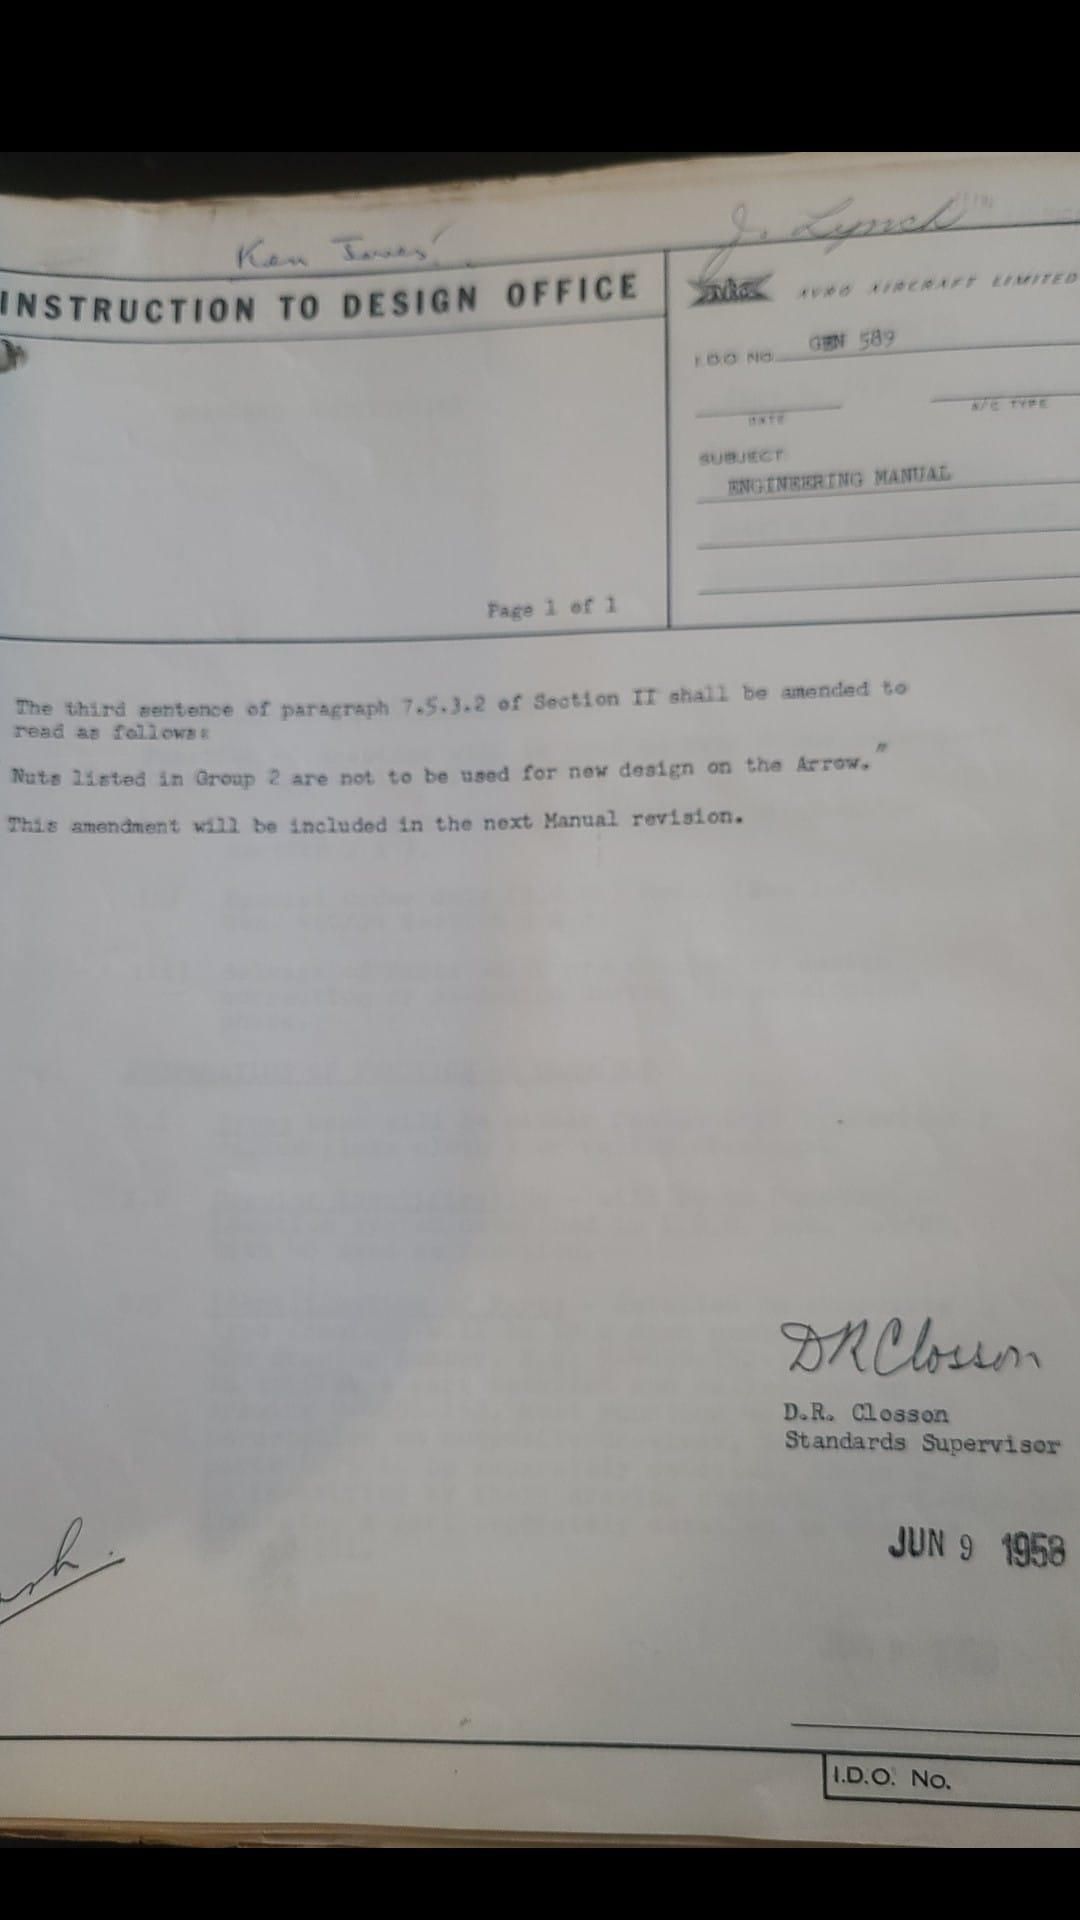 Ken Jones
J. Lynch
INSTRUCTION TO DESIGN OFFICE
AVRO AIRCRAFT LIMITED
I.D.O NO. GEN 589
DATE
A/C TYPE
SUBJECT:
ENGINEERING MANUAL
Page 1 of 1
The third sentence of paragraph 7.5.3.2 of Section II shall be amended to
read as follows:
Nuts listed in Group 2 are not to be used for new design on the Arrow."
This amendment will be included in the next Manual revision.
DR Closson
D.R. Closson
Standards Supervisor
JUN 9 1958
I.D.O. No.